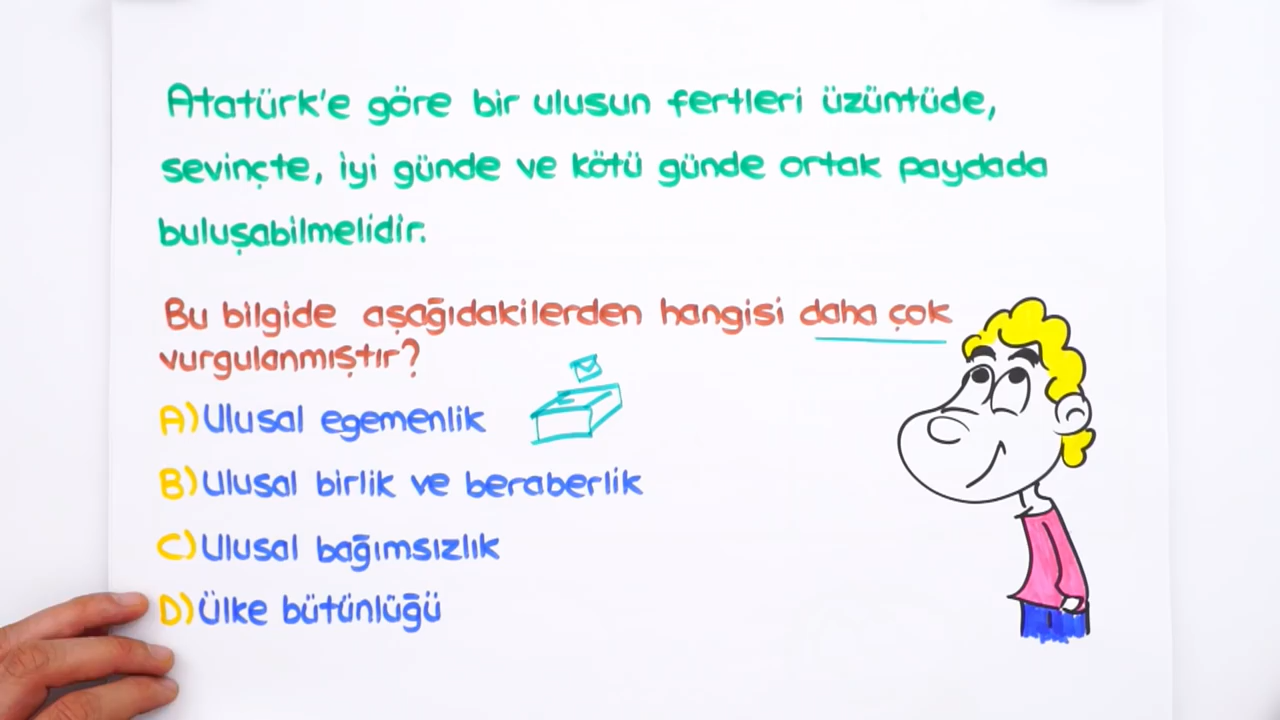 Atatürk'e göre bir ulusun fertleri üzüntüde,
sevinçte, iyi günde ve kötü günde ortak paydada
buluşabilmelidir.
Bu bilgide aşağıdakilerden hangisi daha çok
vurgulanmıştır?
A) Ulusal egemenlik
B) Ulusal birlik ve beraberlik
C) Ulusal bağımsızlık
D) Ülke bütünlüğü